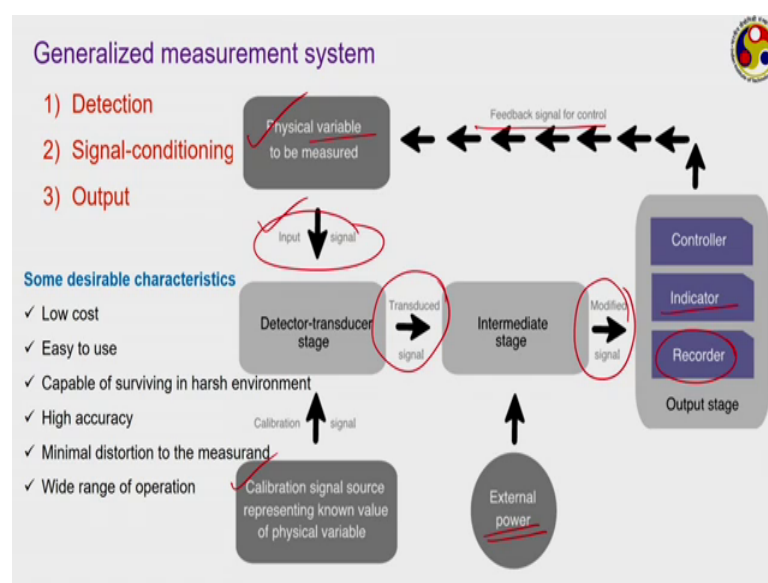 Generalized measurement system
1) Detection
2) Signal-conditioning
3) Output
Physical variable
to be measured
Feedback signal for control
Input signal
Some desirable characteristics
✓ Low cost
✓ Easy to use
✓ Capable of surviving in harsh environment
✓ High accuracy
✓ Minimal distortion to the measurand
✓ Wide range of operation
Detector-transducer
stage
Transduced
signal
Intermediate
stage
Modified
signal
Controller
Indicator
Recorder
Output stage
Calibration signal
Calibration signal source
representing known value
of physical variable
External
power